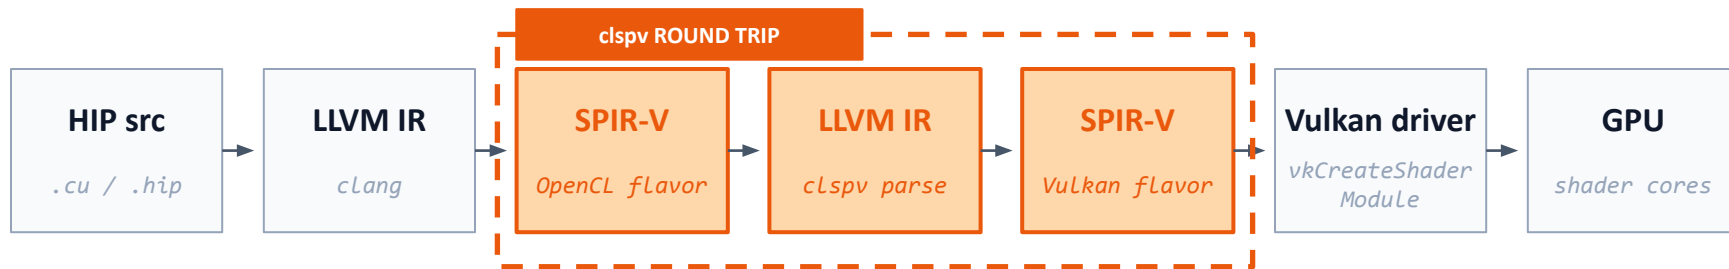 clspv ROUND TRIP
HIP src
.cu / .hip
LLVM IR
clang
SPIR-V
OpenCL flavor
LLVM IR
clspv parse
SPIR-V
Vulkan flavor
Vulkan driver
vkCreateShader
Module
GPU
shader cores